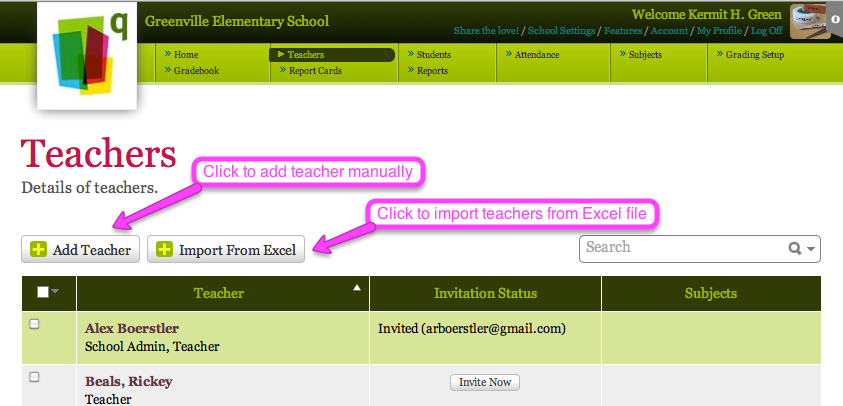 q
Greenville Elementary School
Welcome Kermit H. Green
0
Share the love! / School Settings / Features / Account / My Profile / Log Off
» Home
► Teachers
» Students
» Attendance
» Subjects
» Grading Setup
» Gradebook
» Report Cards
» Reports
Teachers
Click to add teacher manually
Details of teachers.
Click to import teachers from Excel file
Add Teacher
Import From Excel
Search
Teacher
Invitation Status
Subjects
Alex Boerstler
Invited (arboerstler@gmail.com)
School Admin, Teacher
Beals, Rickey
Invite Now
Teacher